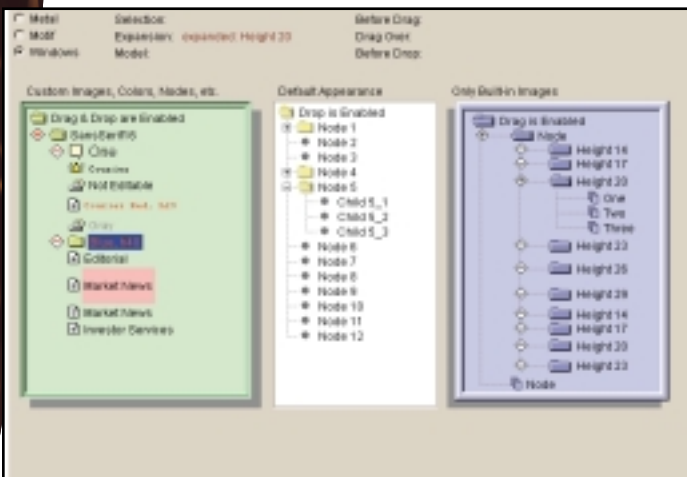 Metal
Motif
Windows
Selection:
Expansion: expanded: Height 20
Model:
Before Drag:
Drag Over:
Before Drop:
Custom Images, Colors, Nodes, etc.
Drag & Drop are Enabled
SansSerif16
One
Not Editable
Gray
Editorial
Market News
Market News
Investor Services
Default Appearance
Drop is Enabled
Node 1
Node 2
Node 3
Node 4
Node 5
Child 5_1
Child 5_2
Child 5_3
Node 6
Node 7
Node 8
Node 9
Node 10
Node 11
Node 12
Only Built-in Images
Drag is Enabled
Node
Height 14
Height 17
Height 20
One
Two
Three
Height 23
Height 26
Height 29
Height 14
Height 17
Height 20
Height 23
Node